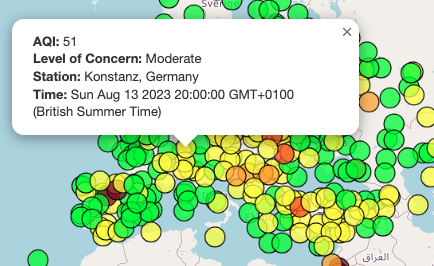 Sverige
×
AQI: 51
Level of Concern: Moderate
Station: Konstanz, Germany
Time: Sun Aug 13 2023 20:00:00 GMT+0100
(British Summer Time)
العراق